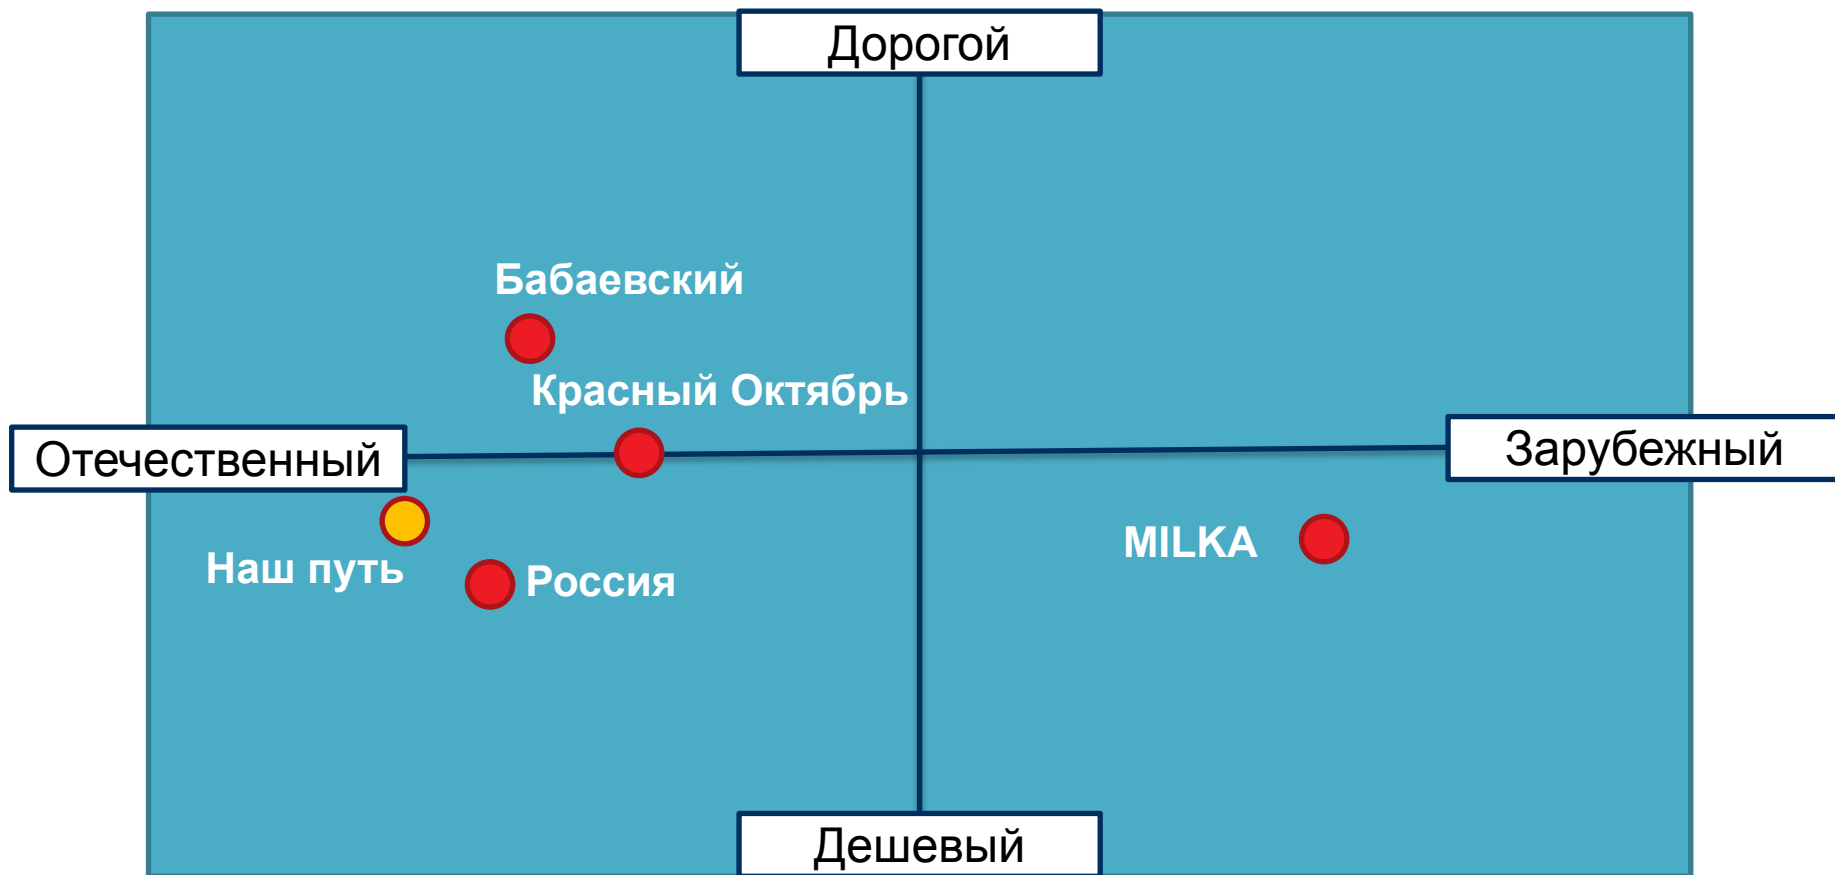 Дорогой
Бабаевский
Красный Октябрь
Отечественный
Зарубежный
MILKA
Наш путь
Россия
Дешевый